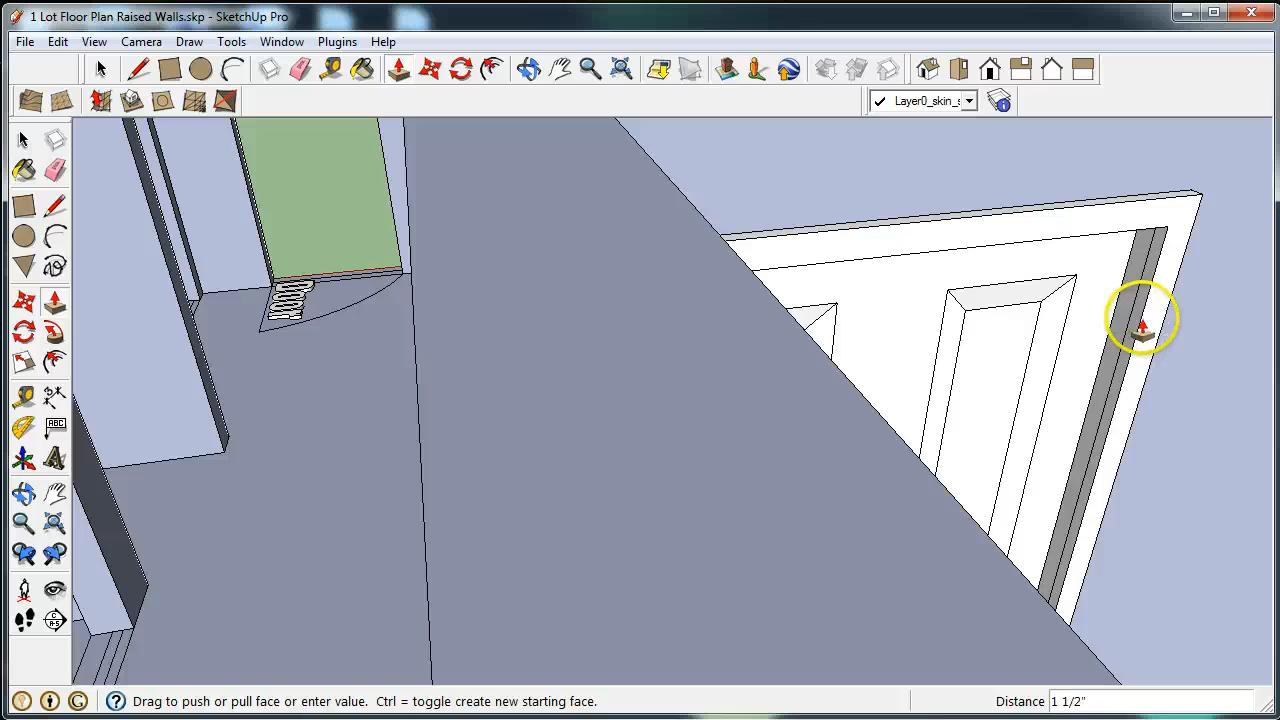 1 Lot Floor Plan Raised Walls.skp - SketchUp Pro
File Edit View Camera Draw Tools Window Plugins Help
Layer0_skin_s
ABC
Drag to push or pull face or enter value. Ctrl = toggle create new starting face. Distance 1 1/2"